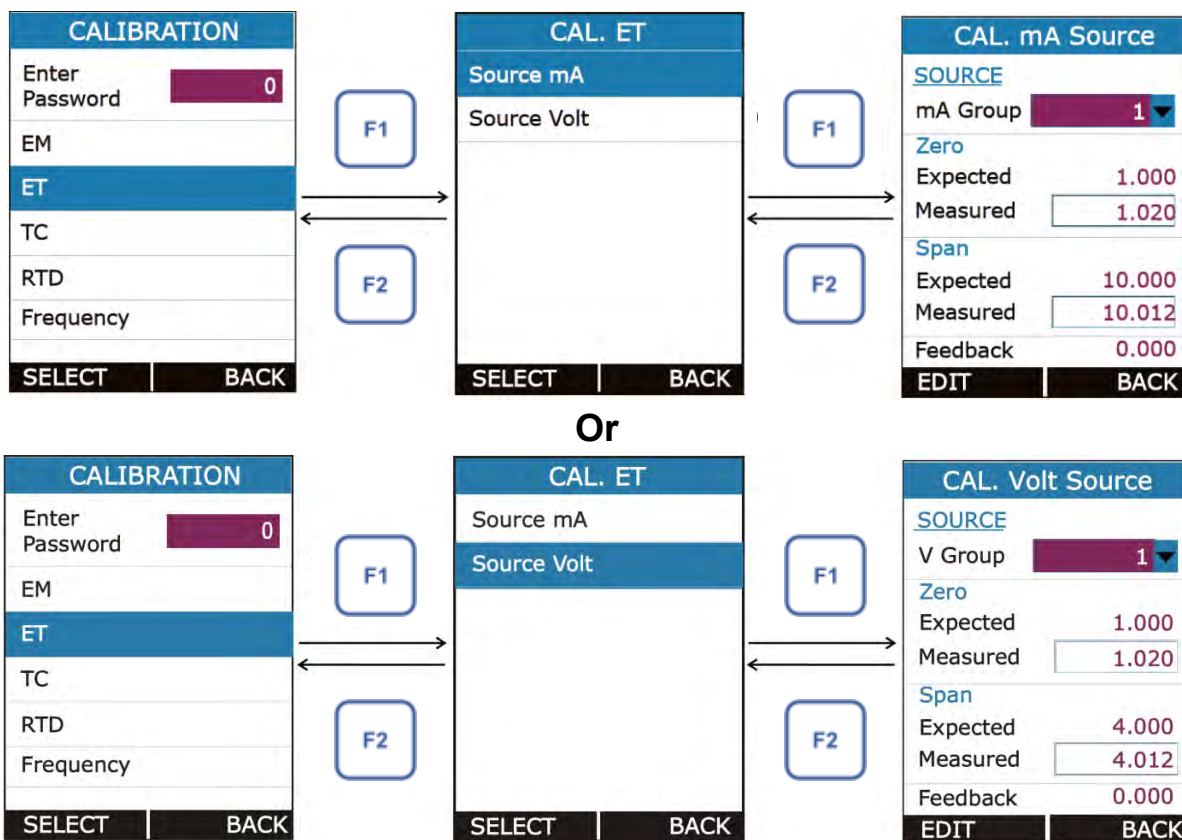 CALIBRATION
Enter
Password 0
EM
ET
TC
RTD
Frequency
SELECT BACK
F1
F2
CAL. ET
Source mA
Source Volt
SELECT BACK
F1
F2
CAL. mA Source
SOURCE
mA Group 1
Zero
Expected 1.000
Measured 1.020
Span
Expected 10.000
Measured 10.012
Feedback 0.000
EDIT BACK
Or
CALIBRATION
Enter
Password 0
EM
ET
TC
RTD
Frequency
SELECT BACK
F1
F2
CAL. ET
Source mA
Source Volt
SELECT BACK
F1
F2
CAL. Volt Source
SOURCE
V Group 1
Zero
Expected 1.000
Measured 1.020
Span
Expected 4.000
Measured 4.012
Feedback 0.000
EDIT BACK